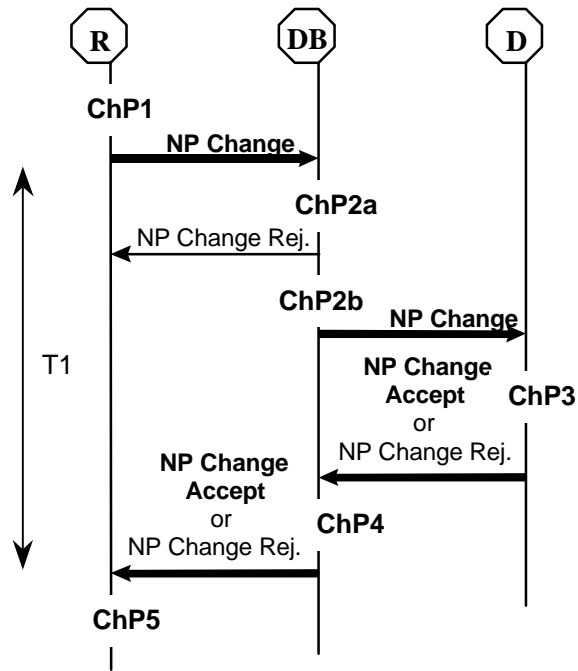 R DB D
ChP1
NP Change
ChP2a
NP Change Rej.
ChP2b
NP Change
T1
NP Change
Accept
or
NP Change Rej.
ChP3
NP Change
Accept
or
NP Change Rej.
ChP4
ChP5